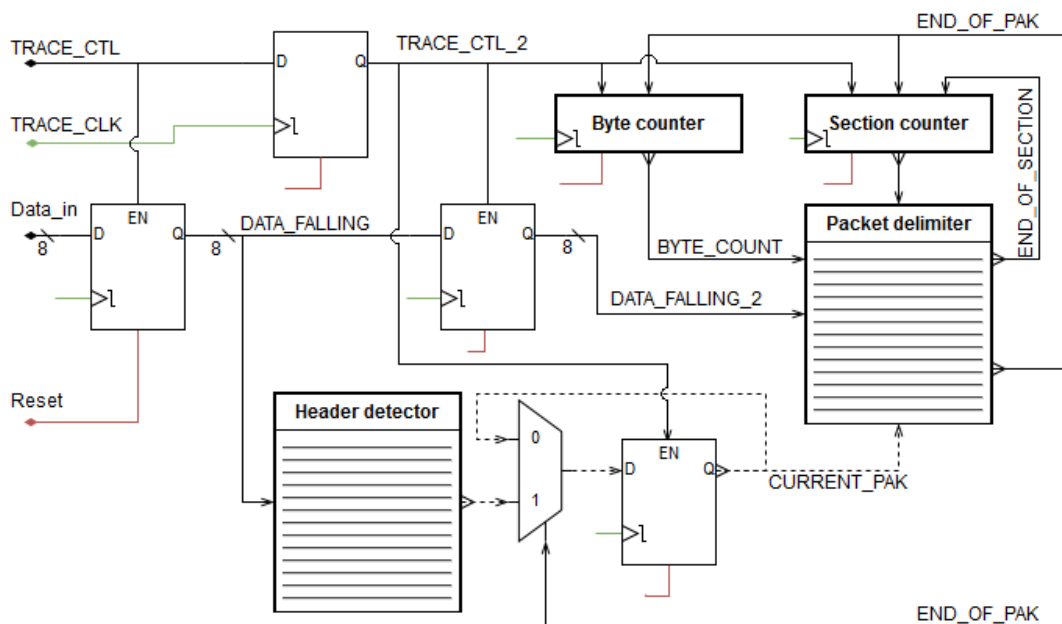 END_OF_PAK
TRACE_CTL
D
Q
TRACE_CTL_2
TRACE_CLK
Byte counter
Section counter
END_OF_SECTION
Data_in
8
EN
D
Q
8
DATA_FALLING
EN
D
Q
8
Packet delimiter
BYTE_COUNT
DATA_FALLING_2
Reset
Header detector
0
1
EN
D
Q
CURRENT_PAK
END_OF_PAK